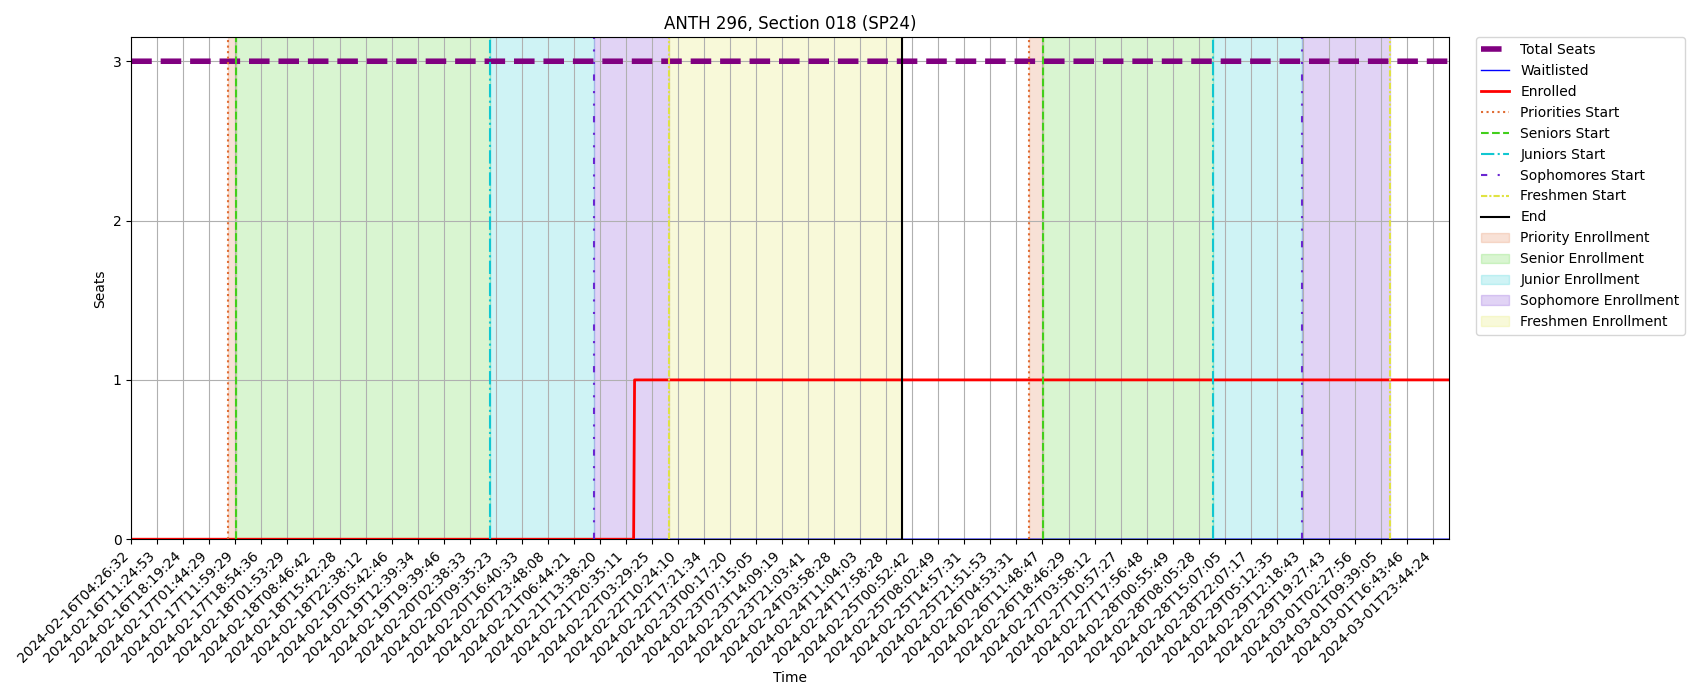 ANTH 296, Section 018 (SP24)
Seats
3
2
1
0
2024-02-16T04:26:32
2024-02-16T11:24:53
2024-02-16T18:19:24
2024-02-17T01:44:29
2024-02-17T11:59:29
2024-02-17T18:54:36
2024-02-18T01:53:29
2024-02-18T08:46:42
2024-02-18T15:42:28
2024-02-18T22:38:12
2024-02-19T05:42:46
2024-02-19T12:39:34
2024-02-19T19:39:46
2024-02-20T02:38:33
2024-02-20T09:35:23
2024-02-20T16:40:33
2024-02-20T23:48:08
2024-02-21T06:44:21
2024-02-21T13:38:20
2024-02-21T20:35:11
2024-02-22T03:29:25
2024-02-22T10:24:10
2024-02-22T17:21:34
2024-02-23T00:17:20
2024-02-23T07:15:05
2024-02-23T14:09:19
2024-02-23T21:03:41
2024-02-24T03:58:28
2024-02-24T11:04:03
2024-02-24T17:58:28
2024-02-25T00:52:42
2024-02-25T08:02:49
2024-02-25T14:57:31
2024-02-25T21:51:53
2024-02-26T04:53:31
2024-02-26T11:48:47
2024-02-26T18:46:29
2024-02-27T03:58:12
2024-02-27T10:57:27
2024-02-27T17:56:48
2024-02-28T00:55:49
2024-02-28T08:05:28
2024-02-28T15:07:05
2024-02-28T22:07:17
2024-02-29T05:12:35
2024-02-29T12:18:43
2024-02-29T19:27:43
2024-03-01T02:27:56
2024-03-01T09:39:05
2024-03-01T16:43:46
2024-03-01T23:44:24
Time
Total Seats
Waitlisted
Enrolled
Priorities Start
Seniors Start
Juniors Start
Sophomores Start
Freshmen Start
End
Priority Enrollment
Senior Enrollment
Junior Enrollment
Sophomore Enrollment
Freshmen Enrollment